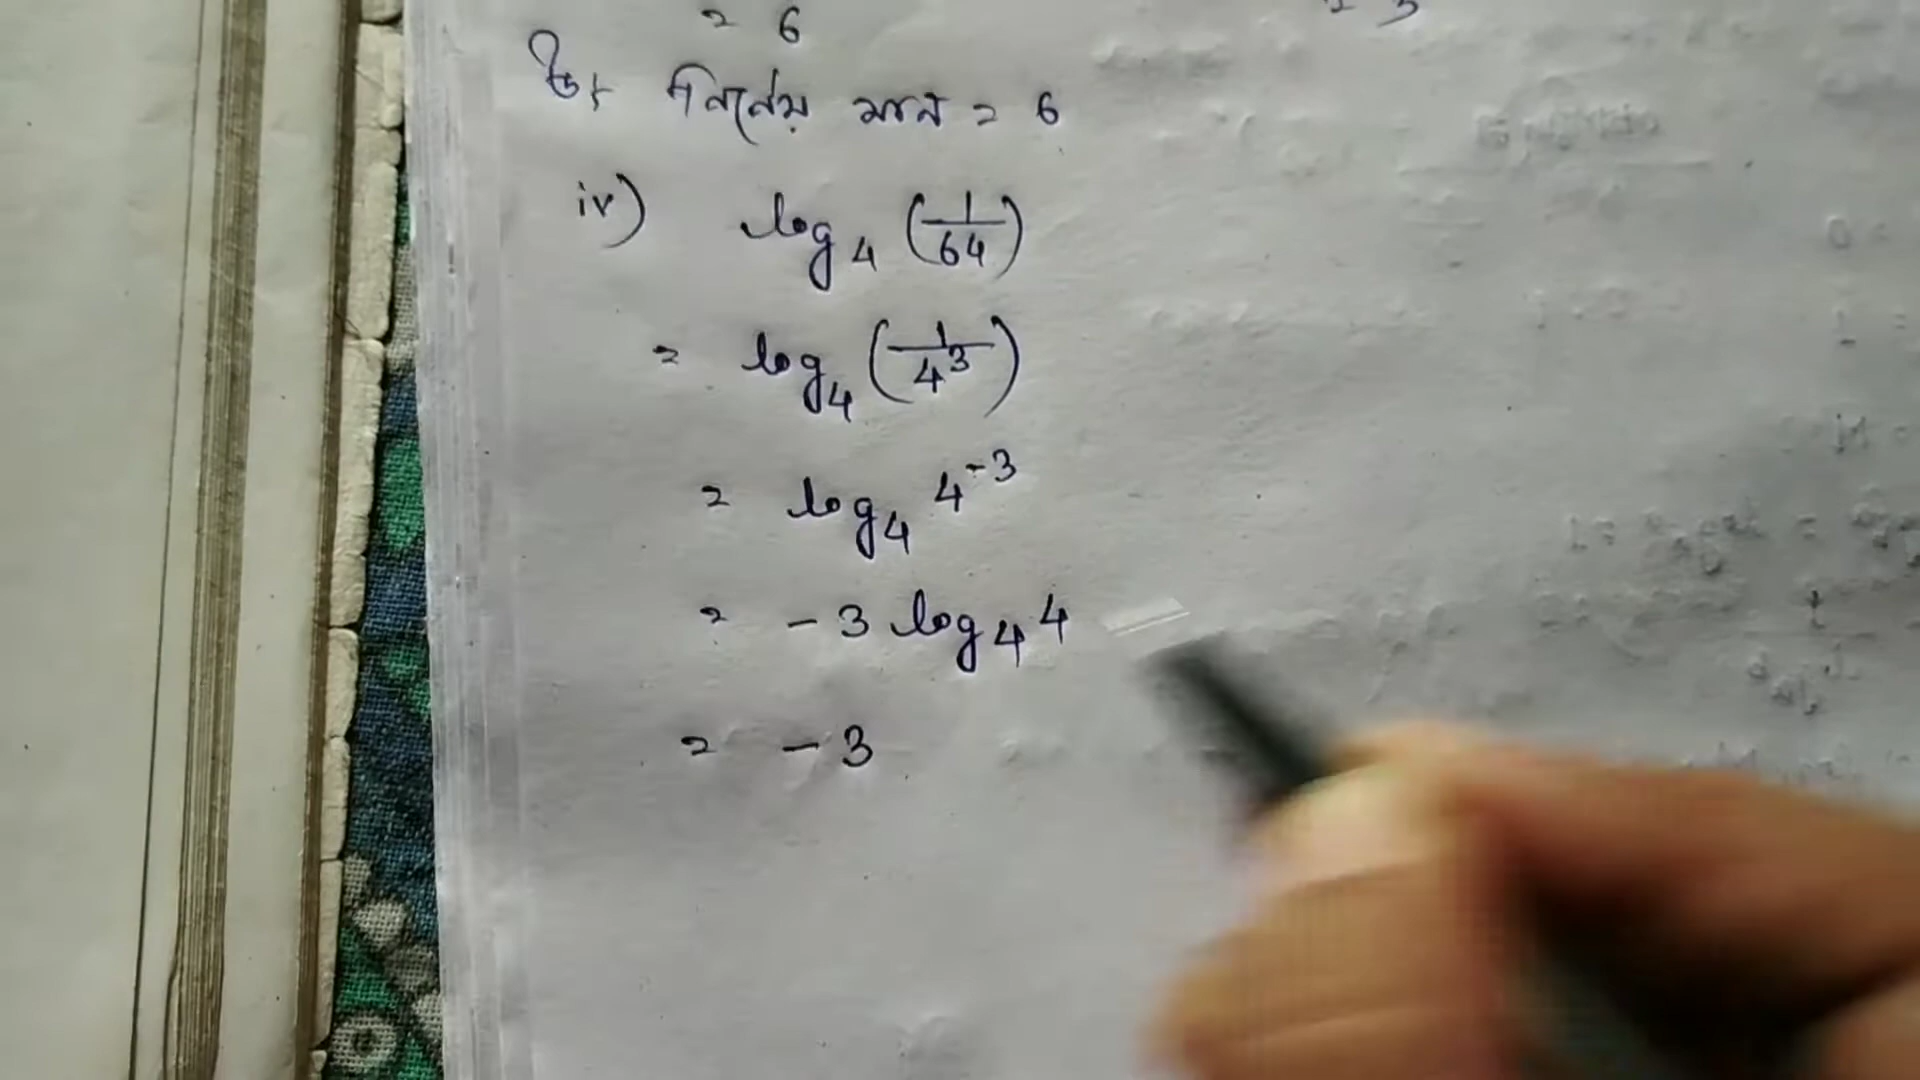 = 6
উঃ নির্নেয় মান = 6
iv) log₄ (1/64)
= log₄ (1/4³)
= log₄ 4⁻³
= -3 log₄ 4
= -3